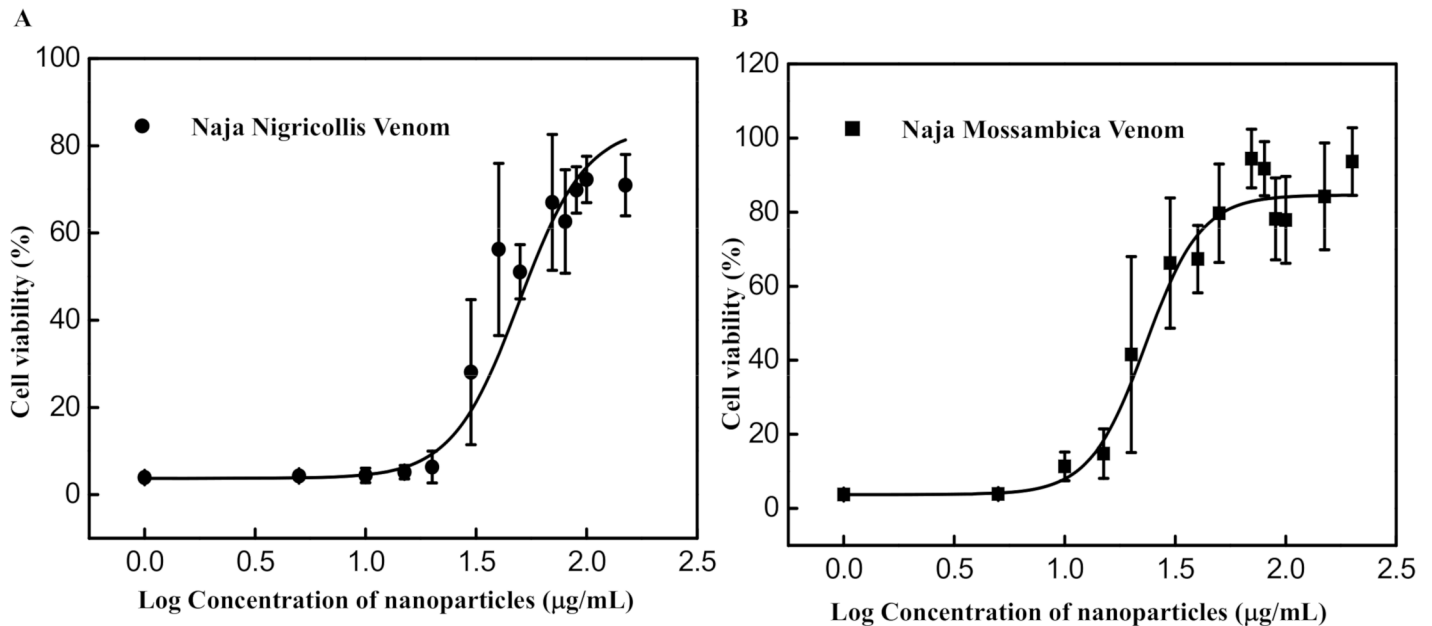 A
100
80
60
40
20
0
Cell viability (%)
Naja Nigricollis Venom
0.0 0.5 1.0 1.5 2.0 2.5
Log Concentration of nanoparticles (μg/mL)
B
120
100
80
60
40
20
0
Cell viability (%)
Naja Mossambica Venom
0.0 0.5 1.0 1.5 2.0 2.5
Log Concentration of nanoparticles (μg/mL)